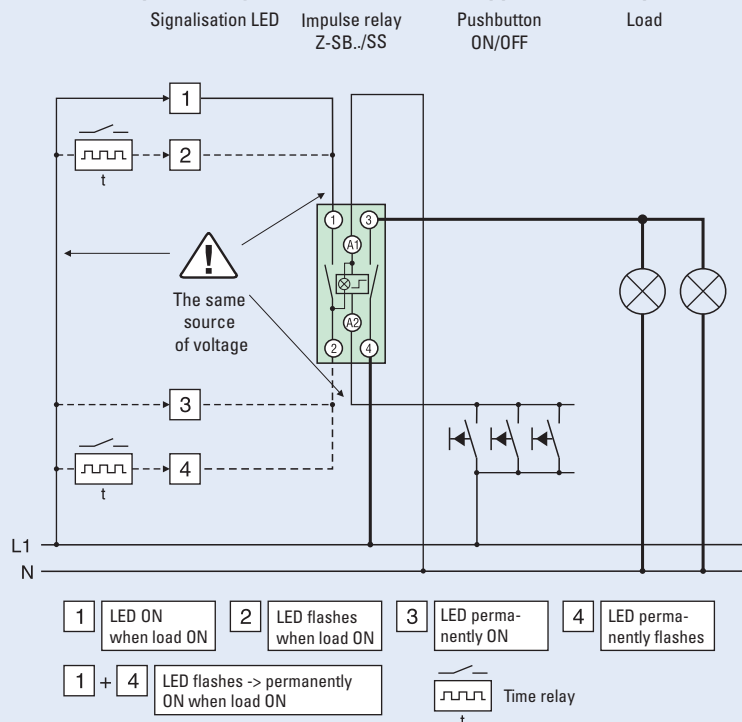 Signalisation LED
Impulse relay
Z-SB../SS
Pushbutton
ON/OFF
Load
1
2
t
1
3
A1
The same
source
of voltage
A2
2
4
3
4
t
L1
N
1
LED ON
when load ON
2
LED flashes
when load ON
3
LED perma-
nently ON
4
LED perma-
nently flashes
1 + 4
LED flashes -> permanently
ON when load ON
Time relay
t